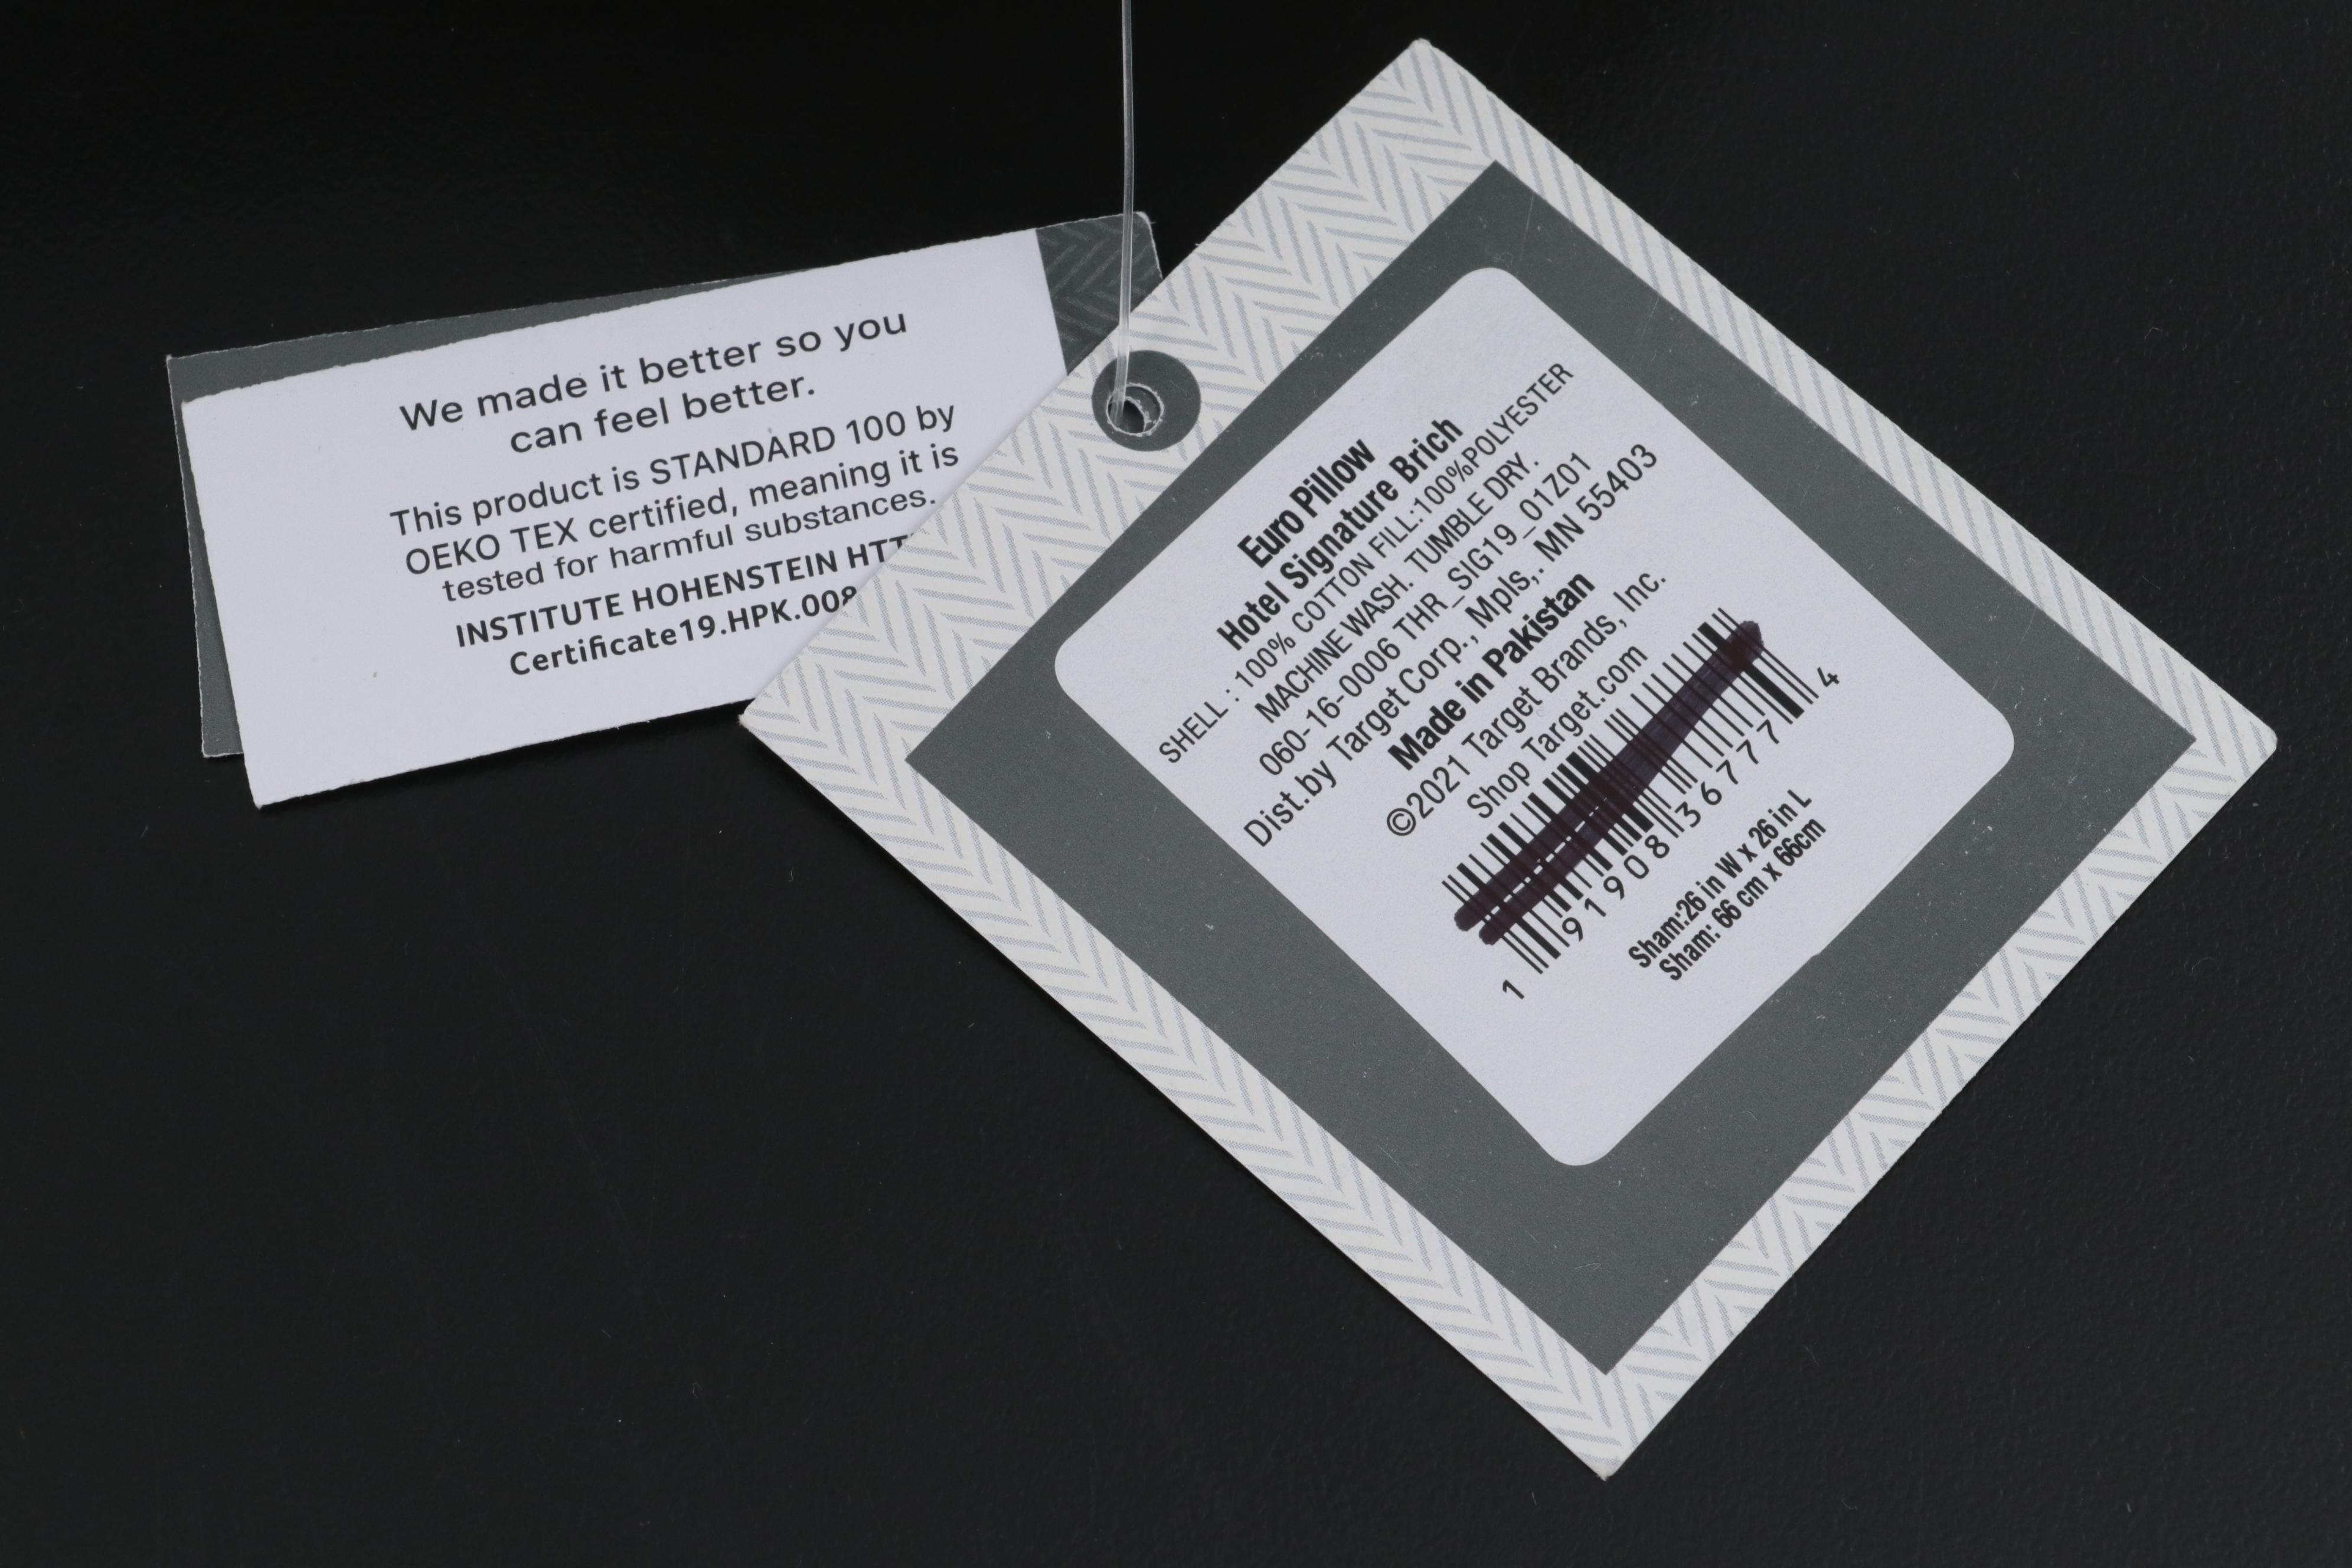 We made it better so you
can feel better.
This product is STANDARD 100 by
OEKO TEX certified, meaning it is
tested for harmful substances.
INSTITUTE HOHENSTEIN HTT
Certificate19.HPK.008
Euro Pillow
Hotel Signature Brich
SHELL : 100% COTTON FILL:100%POLYESTER
MACHINE WASH. TUMBLE DRY.
060-16-0006 THR_SIG19_01Z01
Dist.by Target Corp., Mpls,. MN 55403
Made in Pakistan
©2021 Target Brands, Inc.
Shop Target.com
1 91908 36777 4
Sham:26 in W x 26 in L
Sham: 66 cm x 66cm